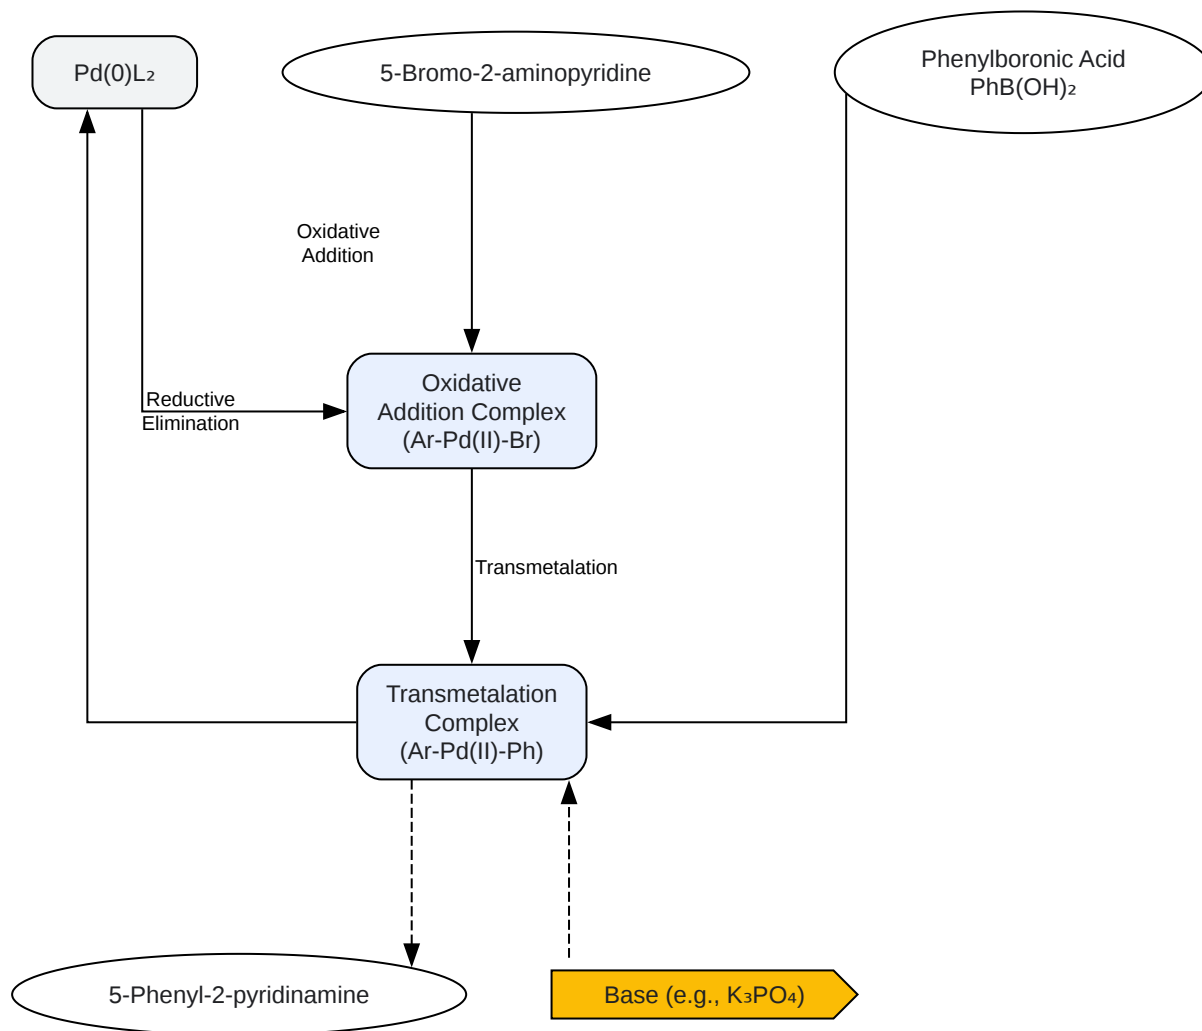 Pd(0)L₂
5-Bromo-2-aminopyridine
Phenylboronic Acid
PhB(OH)₂
Oxidative
Addition
Oxidative
Addition Complex
(Ar-Pd(II)-Br)
Reductive
Elimination
Transmetalation
Transmetalation
Complex
(Ar-Pd(II)-Ph)
5-Phenyl-2-pyridinamine
Base (e.g., K₃PO₄)